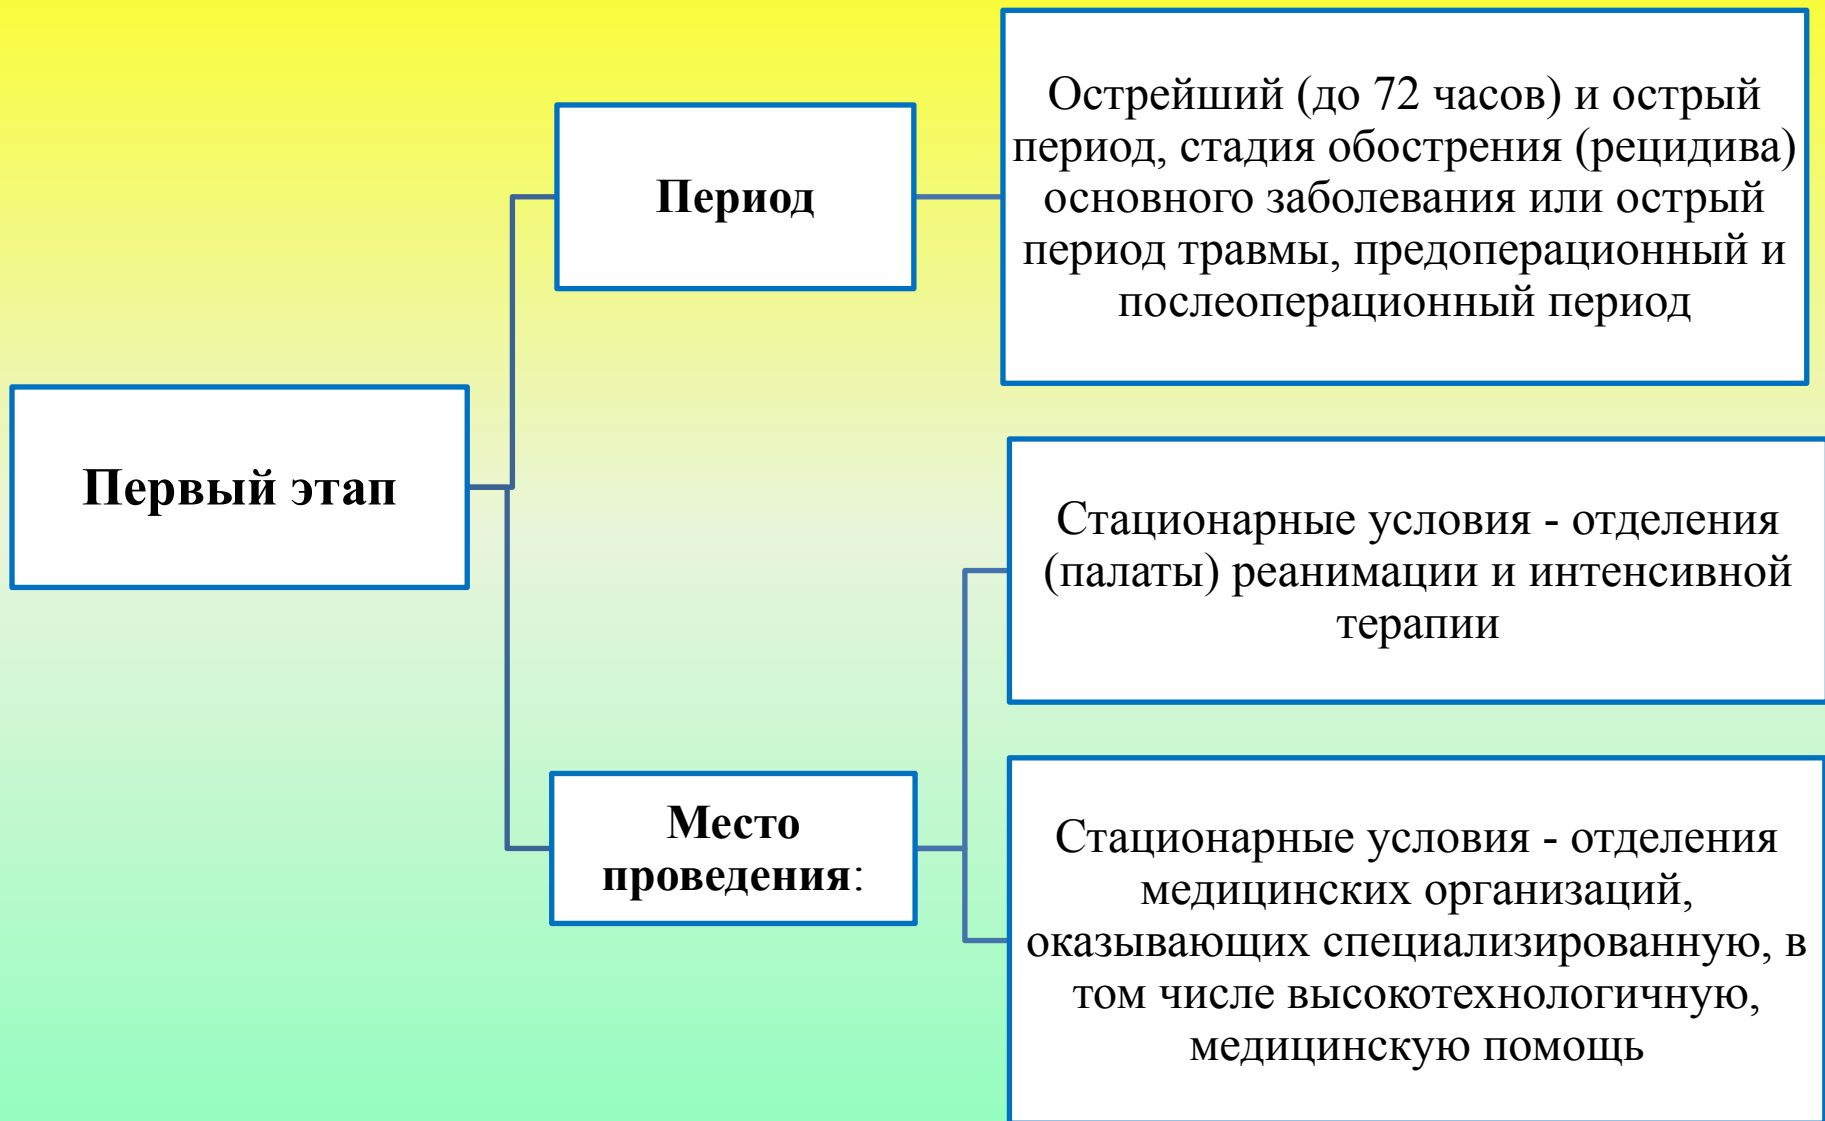 Первый этап
Период
Острейший (до 72 часов) и острый
период, стадия обострения (рецидива)
основного заболевания или острый
период травмы, предоперационный и
послеоперационный период
Место
проведения:
Стационарные условия - отделения
(палаты) реанимации и интенсивной
терапии
Стационарные условия - отделения
медицинских организаций,
оказывающих специализированную, в
том числе высокотехнологичную,
медицинскую помощь